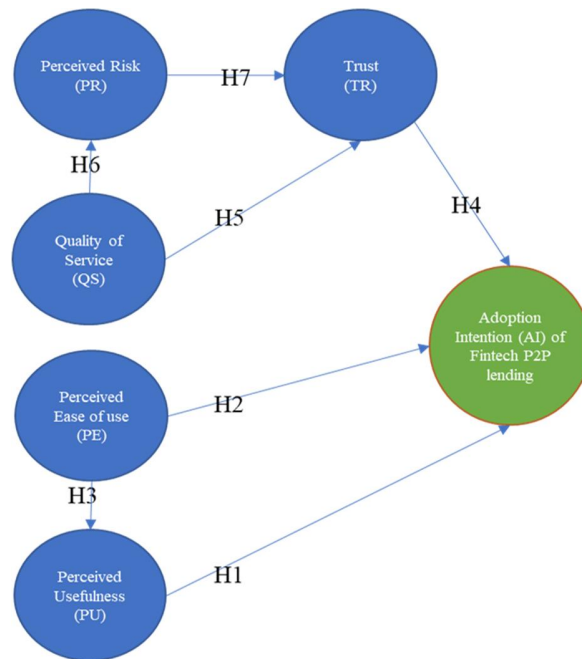 Perceived Risk
(PR)
H7
Trust
(TR)
H6
H5
H4
Quality of
Service
(QS)
Adoption
Intention (AI) of
Fintech P2P
lending
Perceived
Ease of use
(PE)
H2
H3
Perceived
Usefulness
(PU)
H1